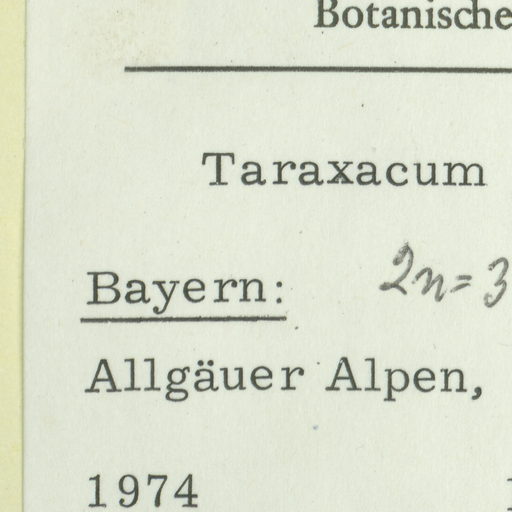 Botanische
Taraxacum
Bayern: 2n=3
Allgäuer Alpen,
1974